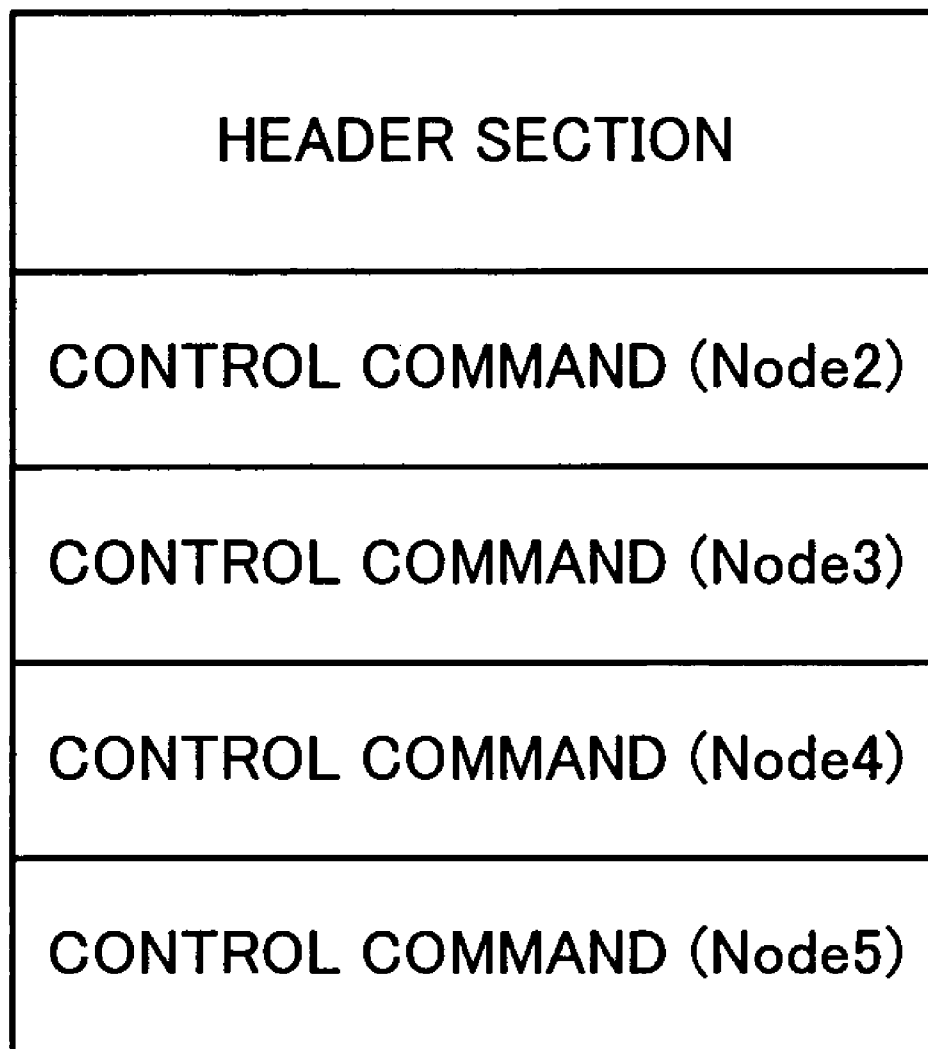 HEADER SECTION
CONTROL COMMAND (Node2)
CONTROL COMMAND (Node3)
CONTROL COMMAND (Node4)
CONTROL COMMAND (Node5)